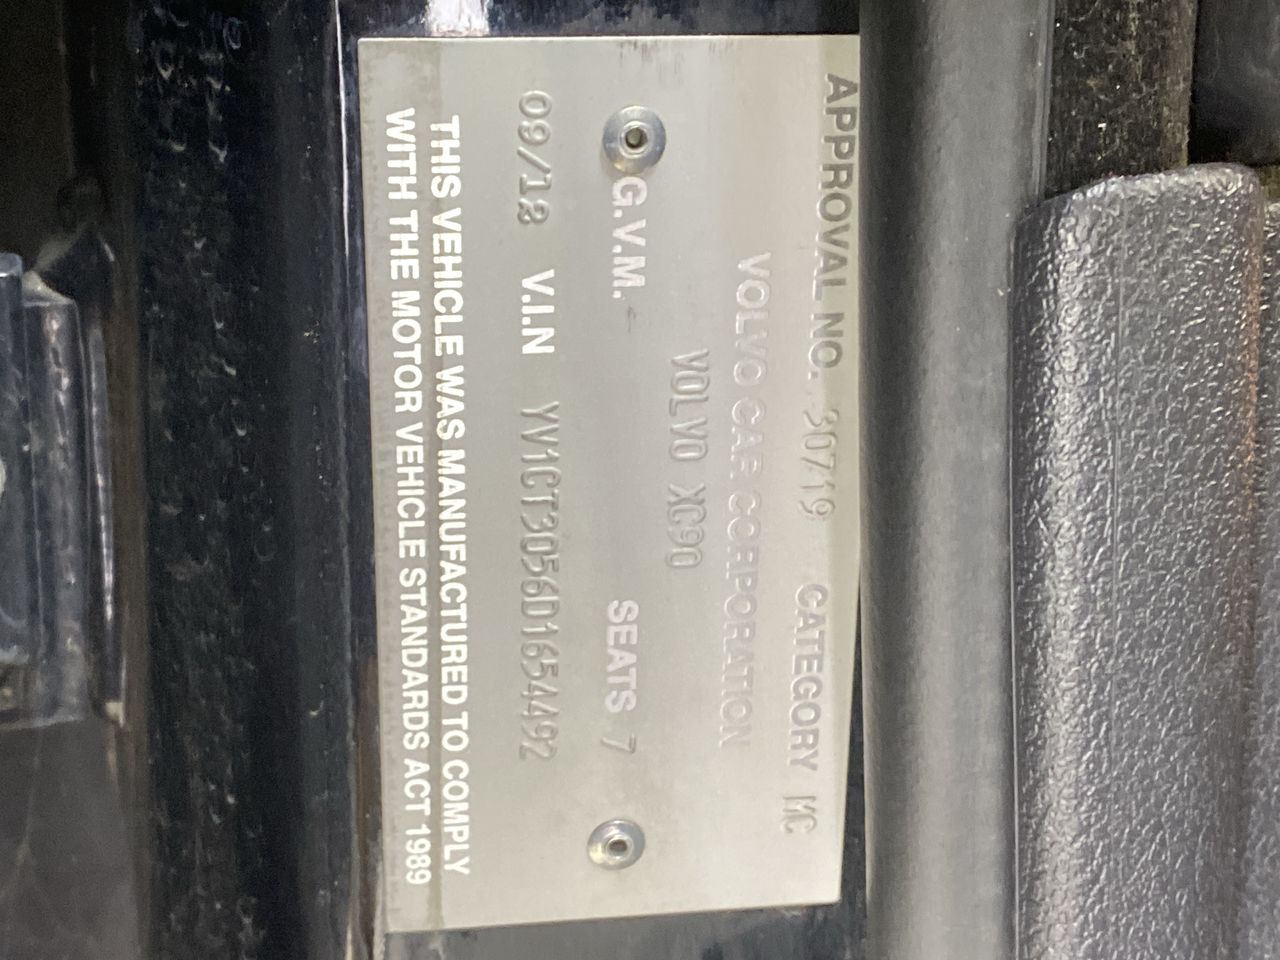 APPROVAL NO. 30719 CATEGORY MC
VOLVO CAR CORPORATION
VOLVO XC90
G.V.M. SEATS 7
09/12 V.I.N YV1CT3056D1654492
THIS VEHICLE WAS MANUFACTURED TO COMPLY
WITH THE MOTOR VEHICLE STANDARDS ACT 1989